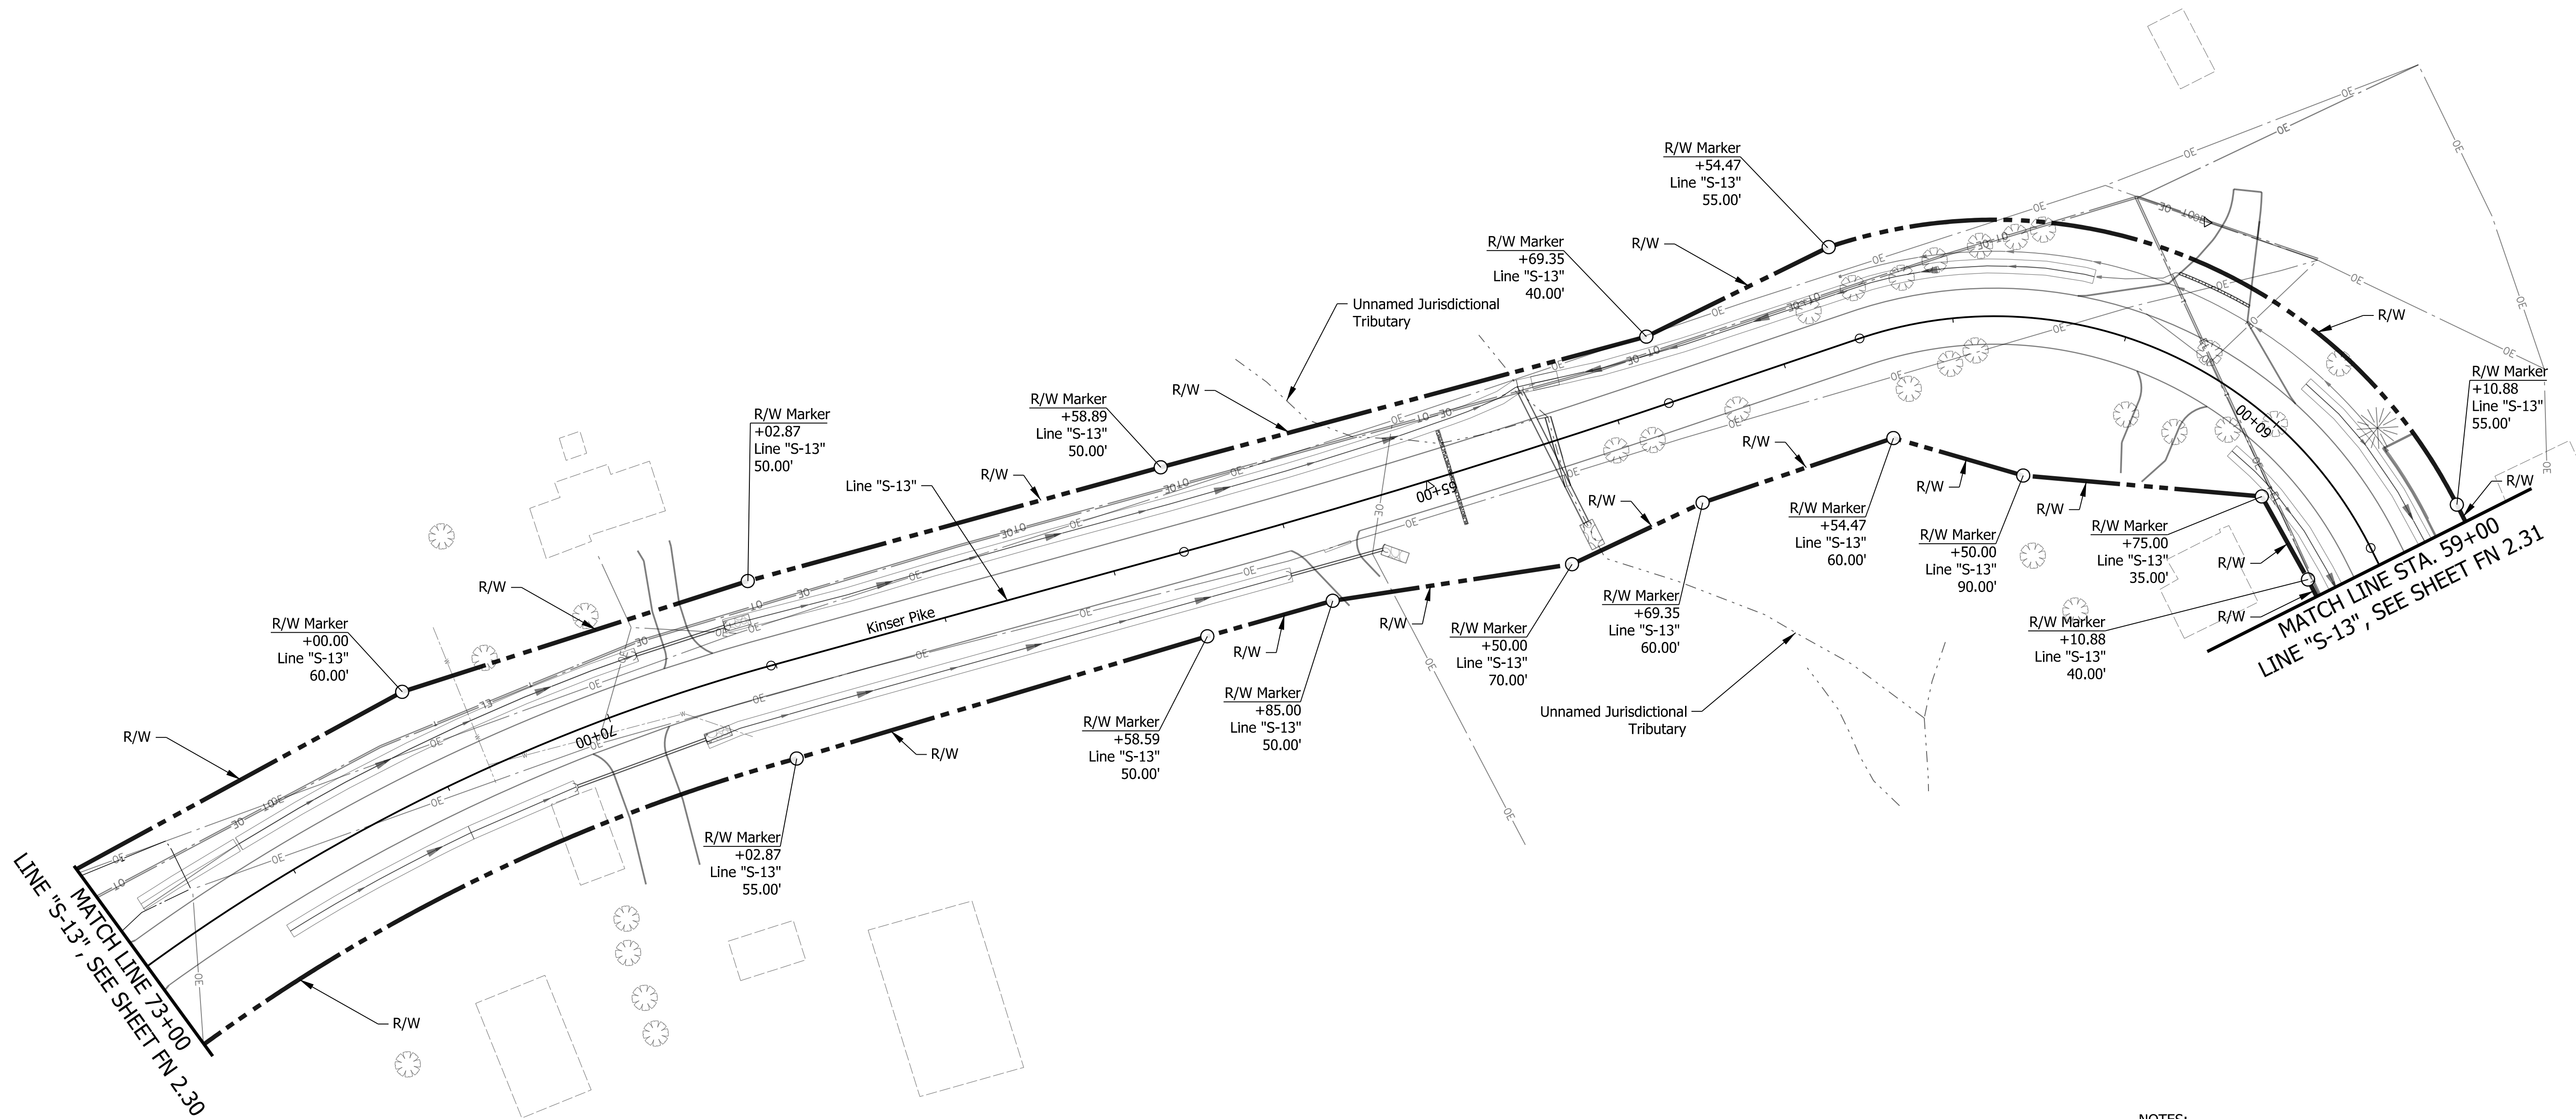 R/W Marker
+54.47
Line "S-13"
55.00'
R/W Marker
+69.35
Line "S-13"
40.00'
R/W
R/W
Unnamed Jurisdictional
Tributary
R/W Marker
+10.88
Line "S-13"
55.00'
R/W
R/W Marker
+58.89
Line "S-13"
50.00'
R/W
R/W Marker
+02.87
Line "S-13"
50.00'
Line "S-13"
R/W
60+00
65+00
R/W
R/W
R/W
R/W
R/W
R/W Marker
+54.47
Line "S-13"
60.00'
R/W Marker
+50.00
Line "S-13"
90.00'
R/W Marker
+75.00
Line "S-13"
35.00'
R/W
R/W
MATCH LINE STA. 59+00
LINE "S-13", SEE SHEET FN 2.31
R/W
R/W Marker
+00.00
Line "S-13"
60.00'
Kinser Pike
R/W
R/W
R/W Marker
+50.00
Line "S-13"
70.00'
R/W Marker
+69.35
Line "S-13"
60.00'
R/W Marker
+10.88
Line "S-13"
40.00'
R/W
70+00
R/W Marker
+58.59
Line "S-13"
50.00'
R/W Marker
+85.00
Line "S-13"
50.00'
Unnamed Jurisdictional
Tributary
R/W
R/W Marker
+02.87
Line "S-13"
55.00'
MATCH LINE 73+00
LINE "S-13", SEE SHEET FN 2.30
R/W
NOTES: